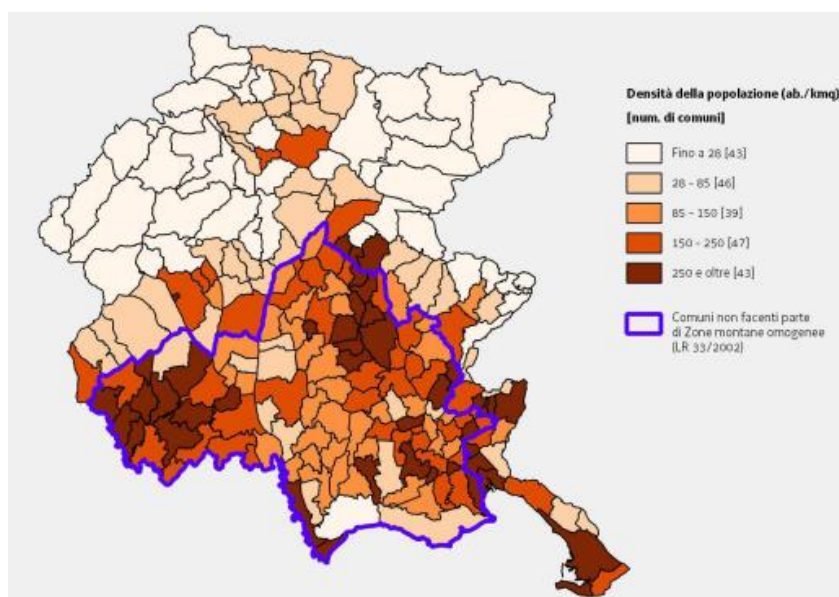 Densità della popolazione (ab./kmq)
[num. di comuni]
Fino a 28 [43]
28 – 85 [46]
85 – 150 [39]
150 – 250 [47]
250 e oltre [43]
Comuni non facenti parte
di Zone montane omogenee
(LR 33/2002)